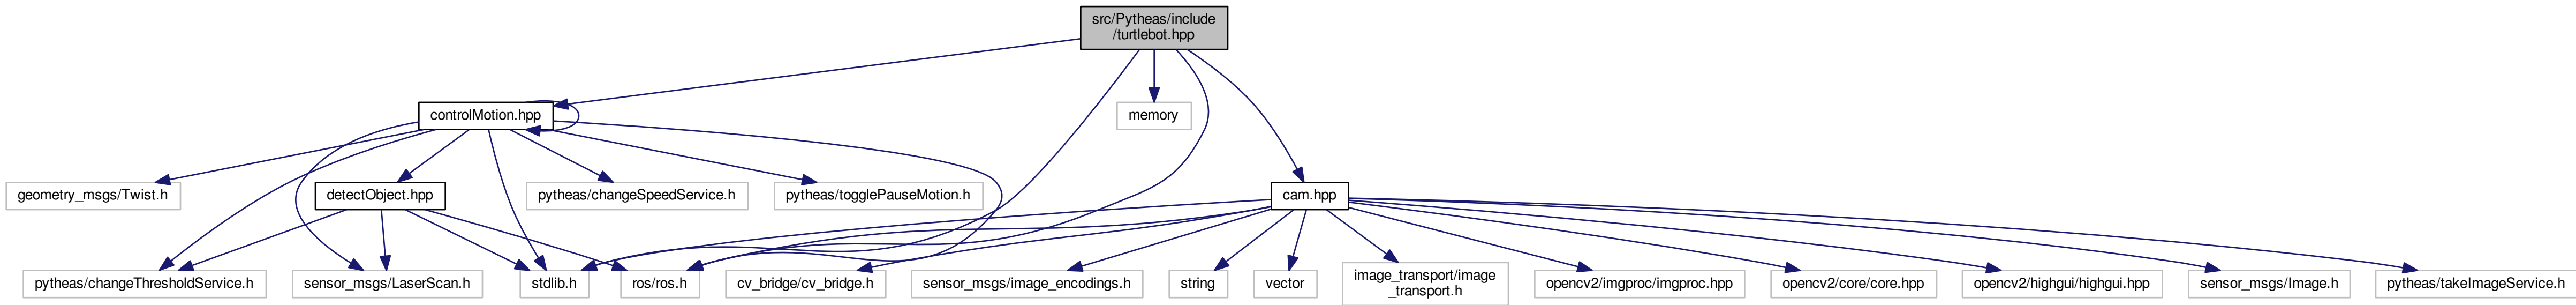 src/Pytheas/include
/turtlebot.hpp
controlMotion.hpp
memory
geometry_msgs/Twist.h
detectObject.hpp
pytheas/changeSpeedService.h
pytheas/togglePauseMotion.h
cam.hpp
pytheas/changeThresholdService.h
sensor_msgs/LaserScan.h
stdlib.h
ros/ros.h
cv_bridge/cv_bridge.h
sensor_msgs/image_encodings.h
string
vector
image_transport/image
_transport.h
opencv2/imgproc/imgproc.hpp
opencv2/core/core.hpp
opencv2/highgui/highgui.hpp
sensor_msgs/Image.h
pytheas/takeImageService.h